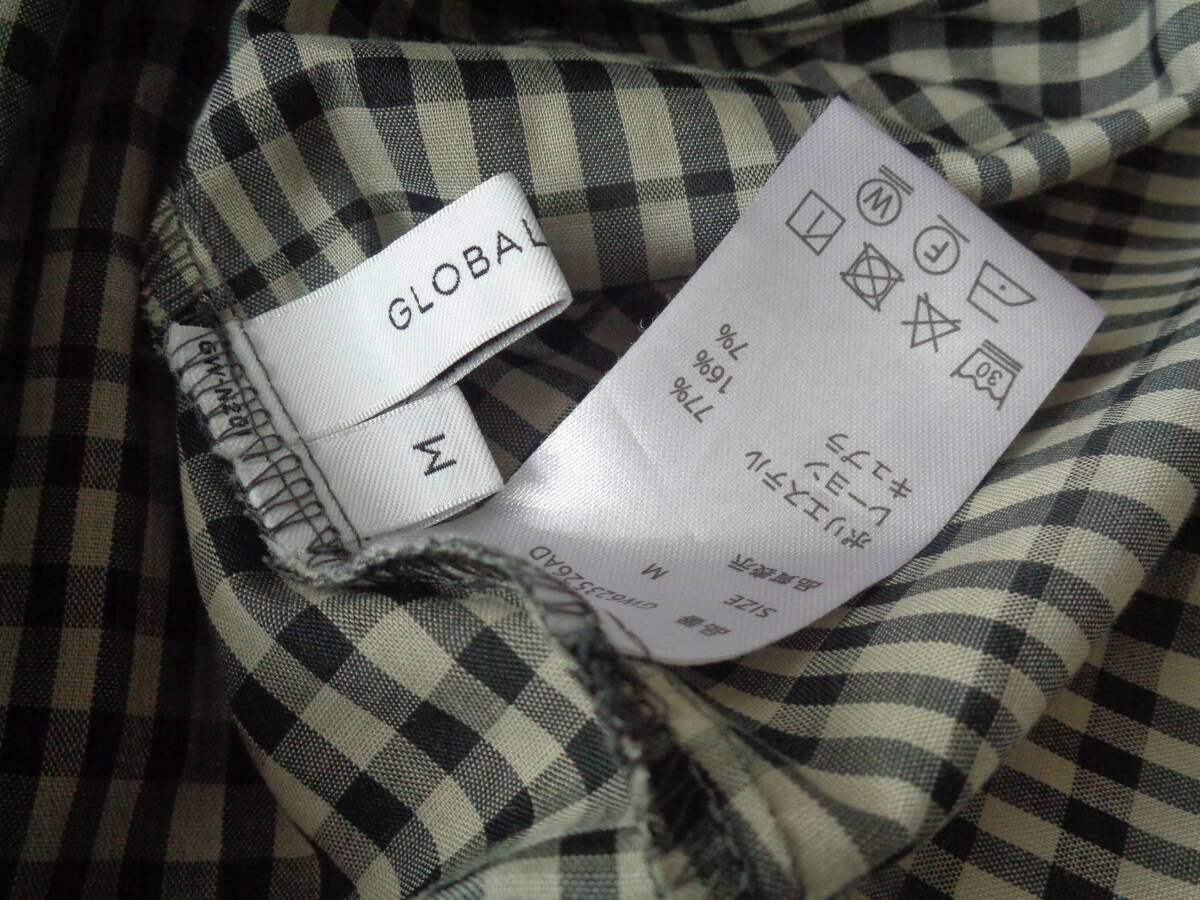 GLOBAL
M
品番
GW623526AD
SIZE
M
品質表示
ポリエステル 77%
レーヨン 16%
キュプラ 7%
30
F
W